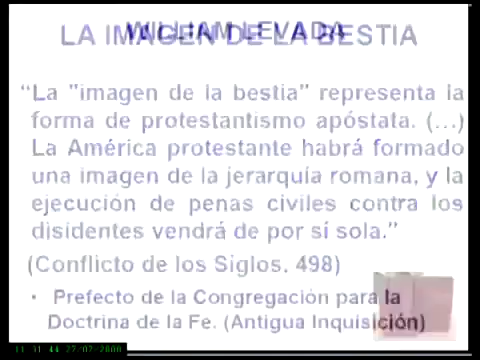 LA IMAGEN DE LA BESTIA
WILLIAM LEVADA
“La "imagen de la bestia" representa la
forma de protestantismo apóstata. (...)
La América protestante habrá formado
una imagen de la jerarquía romana, y la
ejecución de penas civiles contra los
disidentes vendrá de por sí sola.”
(Conflicto de los Siglos, 498)
• Prefecto de la Congregación para la
Doctrina de la Fe. (Antigua Inquisición)
11 31 44 27/07/2008